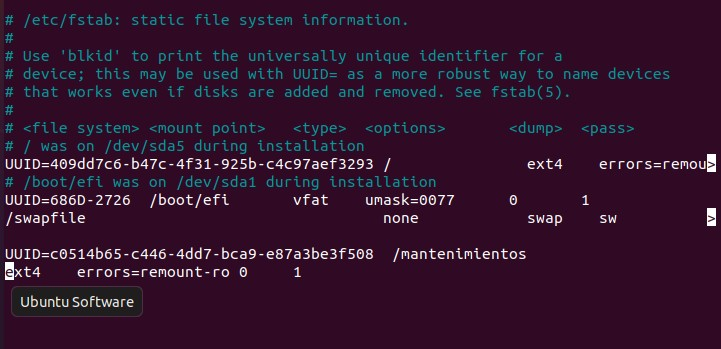 # /etc/fstab: static file system information.
#
# Use 'blkid' to print the universally unique identifier for a
# device; this may be used with UUID= as a more robust way to name devices
# that works even if disks are added and removed. See fstab(5).
#
# <file system> <mount point>   <type>  <options>       <dump>  <pass>
# / was on /dev/sda5 during installation
UUID=409dd7c6-b47c-4f31-925b-c4c97aef3293 /               ext4    errors=remou>
# /boot/efi was on /dev/sda1 during installation
UUID=686D-2726  /boot/efi       vfat    umask=0077      0       1
/swapfile                                 none            swap    sw          >
UUID=c0514b65-c446-4dd7-bca9-e87a3be3f508  /mantenimientos
ext4    errors=remount-ro 0     1
Ubuntu Software